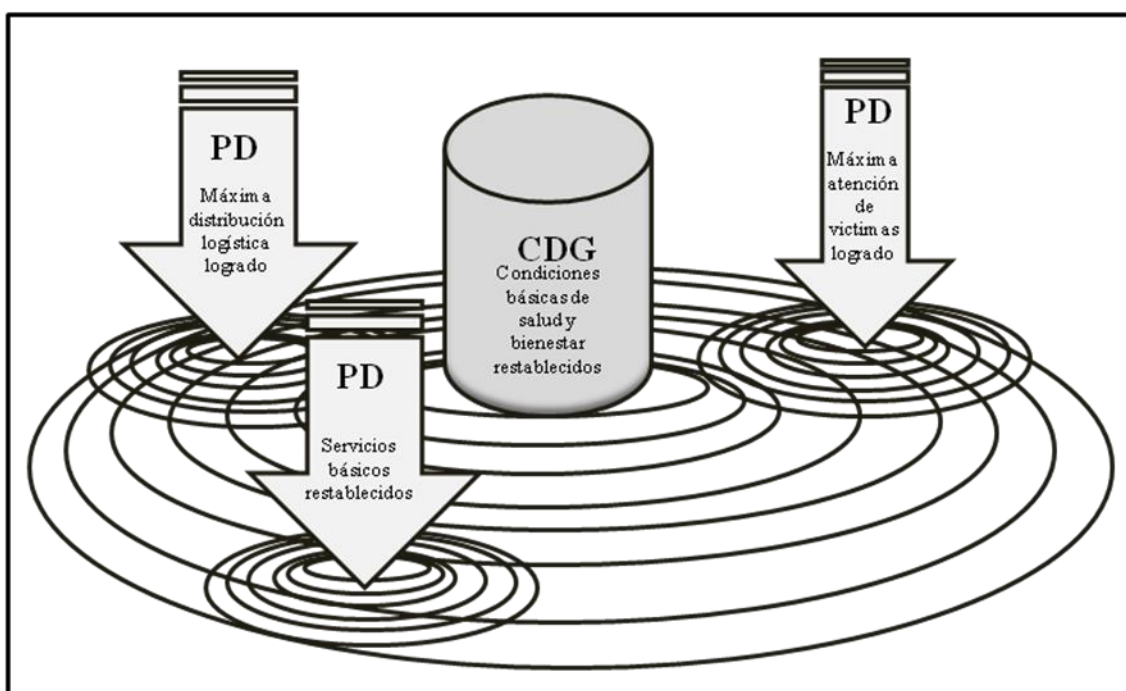 PD
Máxima
distribución
logística
logrado
PD
Servicios
básicos
restablecidos
CDG
Condiciones
básicas de
salud y
bienestar
restablecidos
PD
Máxima
atención
de
victimas
logrado